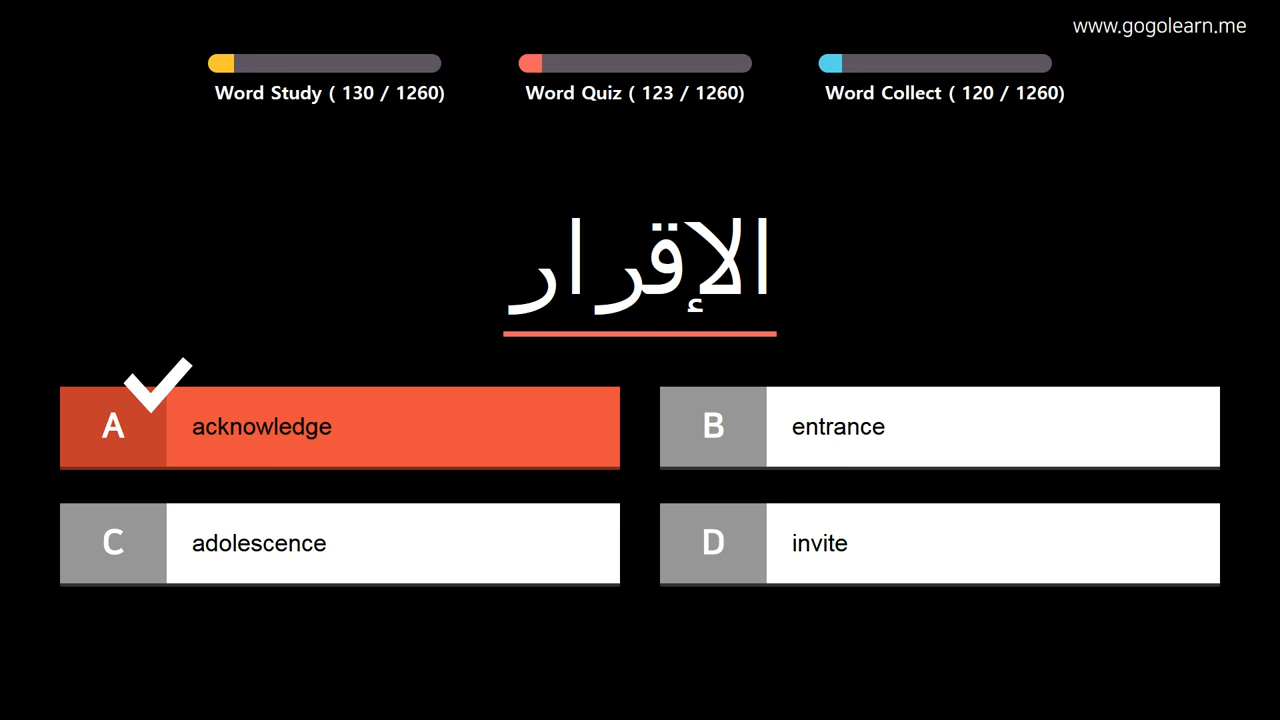 www.gogolearn.me
Word Study ( 130 / 1260)
Word Quiz ( 123 / 1260)
Word Collect ( 120 / 1260)
الإقرار
A acknowledge
B entrance
C adolescence
D invite